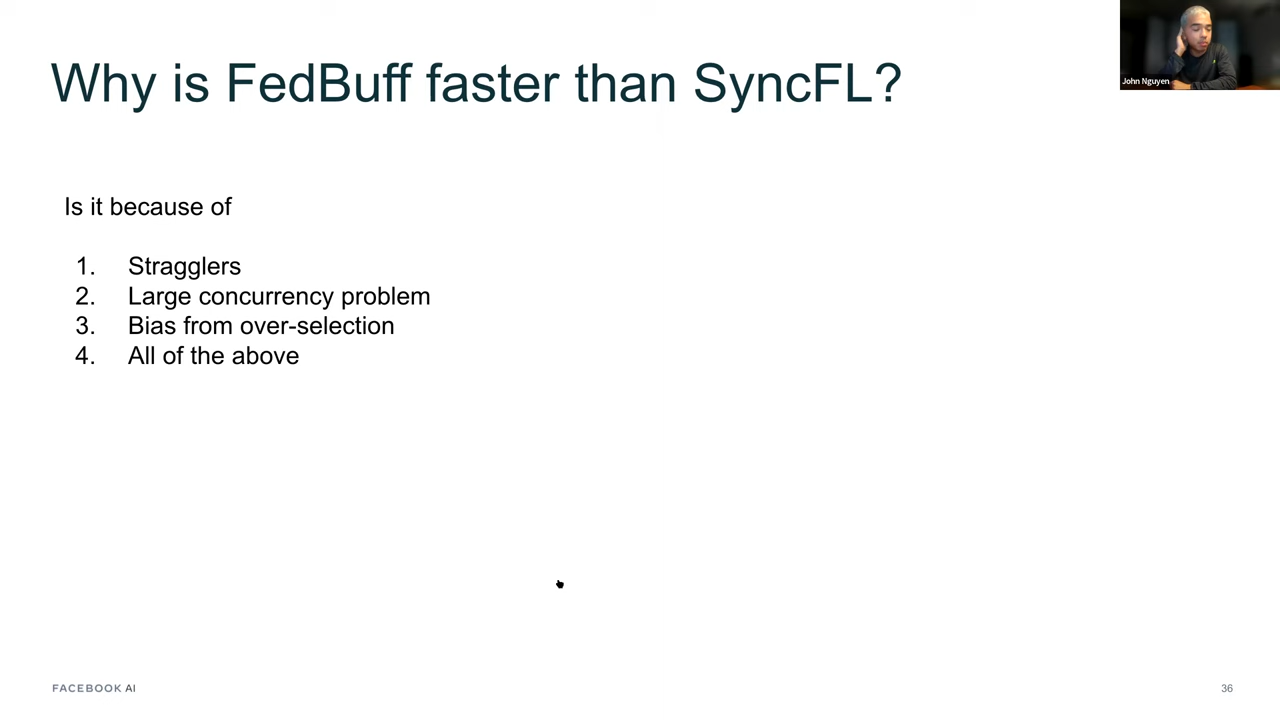 Why is FedBuff faster than SyncFL?
John Nguyen
Is it because of
1. Stragglers
2. Large concurrency problem
3. Bias from over-selection
4. All of the above
FACEBOOK AI
36